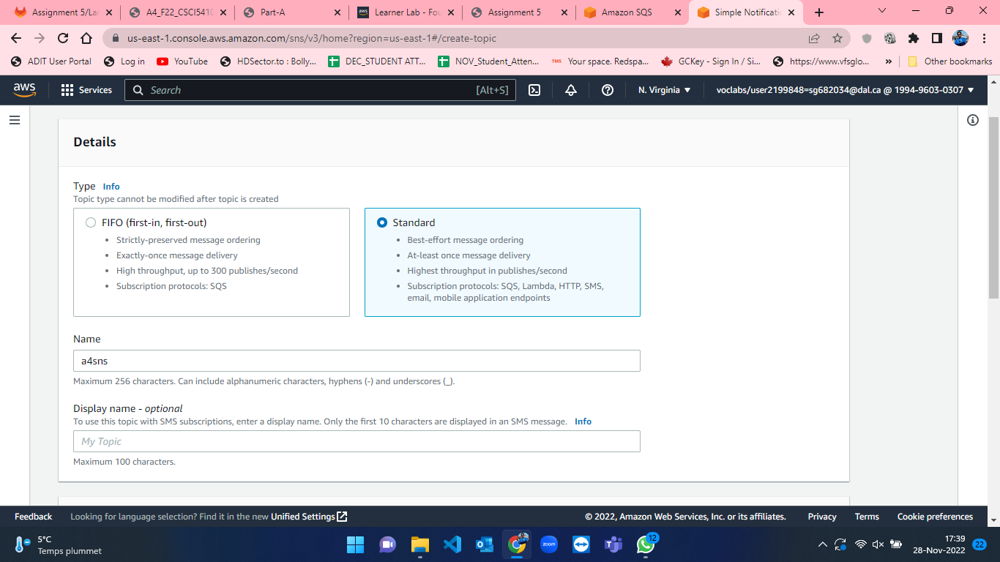 Assignment 5/La
A4_F22_CSCI541
Part-A
Learner Lab - Fou
Assignment 5
Amazon SQS
Simple Notificati
us-east-1.console.aws.amazon.com/sns/v3/home?region=us-east-1#/create-topic
ADIT User Portal
Log in
YouTube
HDSector.to : Bolly...
DEC_STUDENT ATT...
NOV_Student_Atten...
TMS
Your space. Redspa...
GCKey - Sign In / Si...
https://www.vfsglo...
»
Other bookmarks
aws
Services
Search
[Alt+S]
N. Virginia
voclabs/user2199848=sg682034@dal.ca @ 1994-9603-0307
Details
Type Info
Topic type cannot be modified after topic is created
FIFO (first-in, first-out)
• Strictly-preserved message ordering
• Exactly-once message delivery
• High throughput, up to 300 publishes/second
• Subscription protocols: SQS
Standard
• Best-effort message ordering
• At-least once message delivery
• Highest throughput in publishes/second
• Subscription protocols: SQS, Lambda, HTTP, SMS,
email, mobile application endpoints
Name
a4sns
Maximum 256 characters. Can include alphanumeric characters, hyphens (-) and underscores (_).
Display name - optional
To use this topic with SMS subscriptions, enter a display name. Only the first 10 characters are displayed in an SMS message. Info
My Topic
Maximum 100 characters.
Feedback
Looking for language selection? Find it in the new Unified Settings
© 2022, Amazon Web Services, Inc. or its affiliates.
Privacy
Terms
Cookie preferences
5°C
Temps plummet
zoom
12
17:39
28-Nov-2022
22